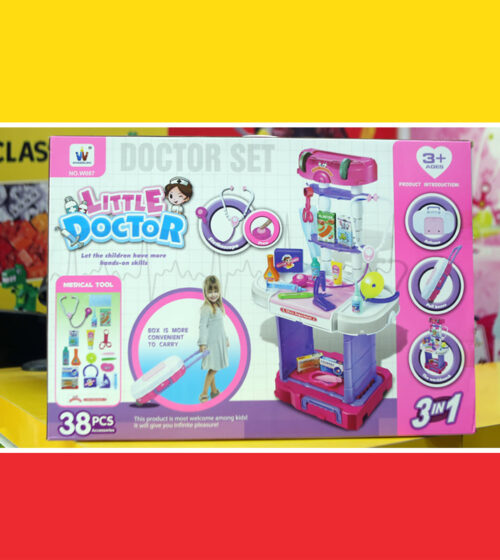 CLAS
NO.W087
DOCTOR SET
3+
AGES
PRODUCT INTRODUCTION:
LITTLE
DOCTOR
Let the children have more
hands-on skills
MEDICAL TOOL
BOX IS MORE
CONVENIENT
TO CARRY
38 PCS
Accessories
This product is most welcome among kids!
It will give you infinite pleasure!
3 IN 1